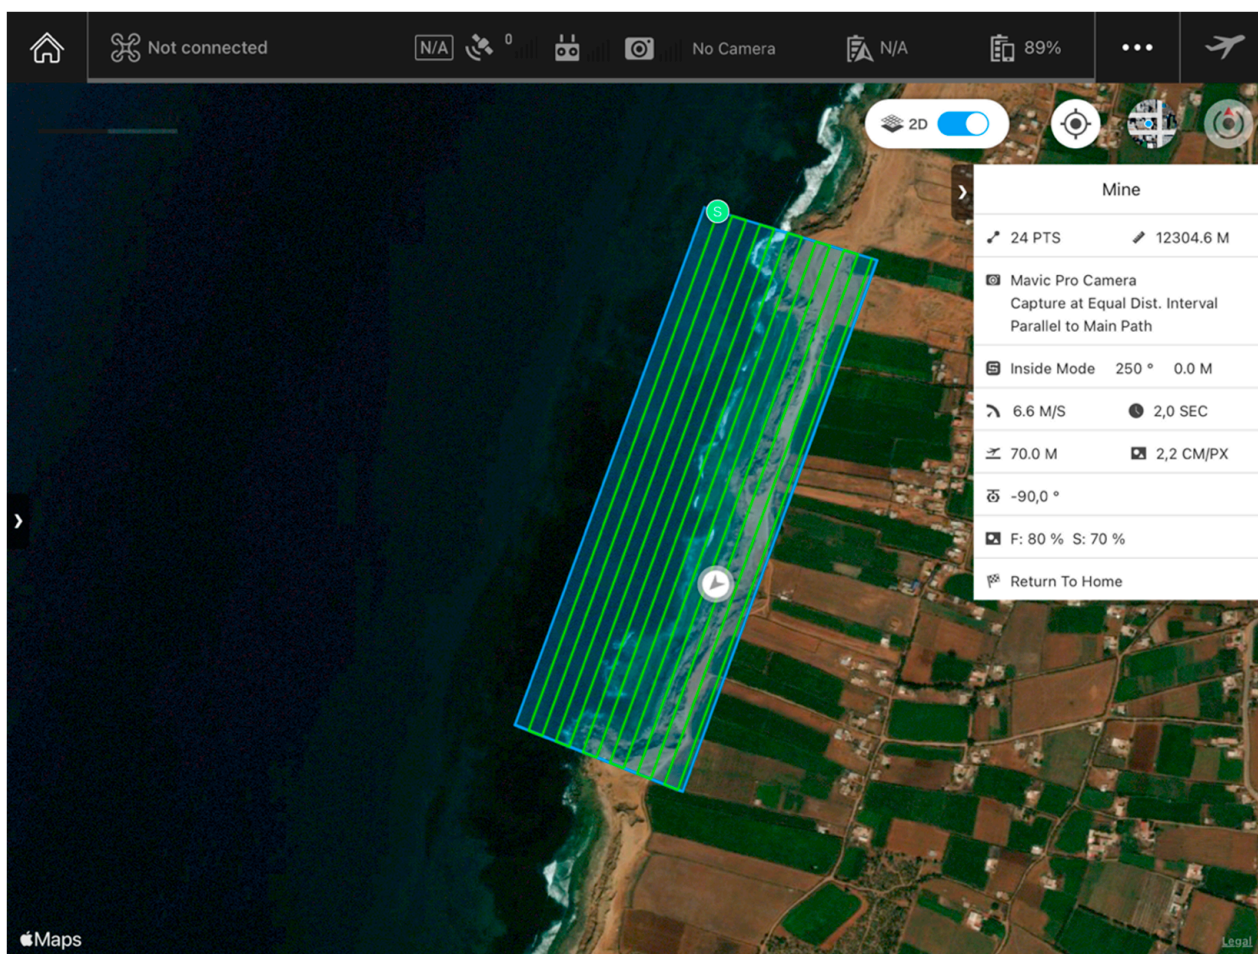 Not connected
N/A
0
No Camera
N/A
89%
2D
S
Mine
24 PTS
12304.6 M
Mavic Pro Camera
Capture at Equal Dist. Interval
Parallel to Main Path
Inside Mode 250 ° 0.0 M
6.6 M/S
2,0 SEC
70.0 M
2,2 CM/PX
-90,0 °
F: 80 % S: 70 %
Return To Home
Maps
Legal